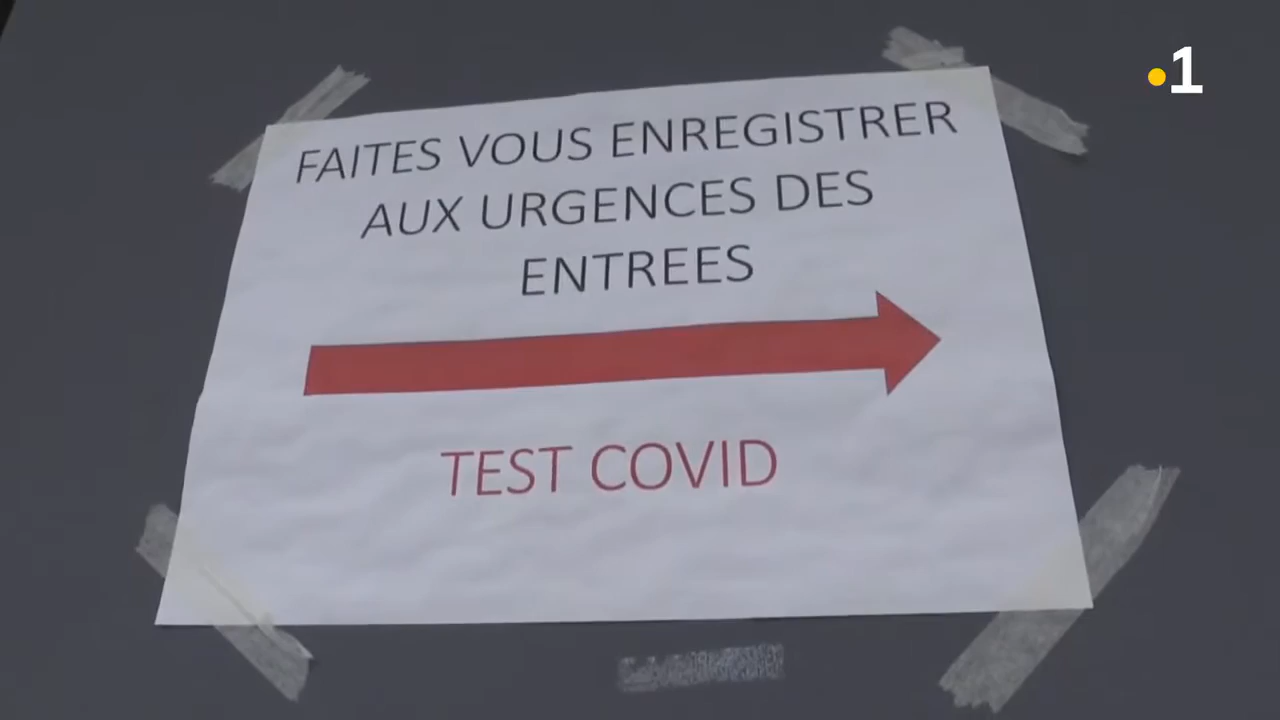 1
FAITES VOUS ENREGISTRER
AUX URGENCES DES
ENTREES
TEST COVID